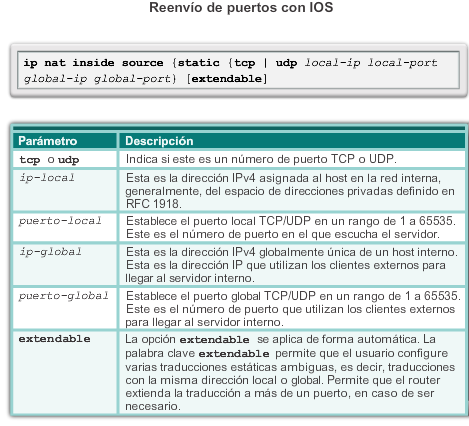 Reenvío de puertos con IOS
ip nat inside source {static {tcp | udp local-ip local-port
global-ip global-port} [extendable]
Parámetro Descripción
tcp o udp Indica si este es un número de puerto TCP o UDP.
ip-local Esta es la dirección IPv4 asignada al host en la red interna,
generalmente, del espacio de direcciones privadas definido en
RFC 1918.
puerto-local Establece el puerto local TCP/UDP en un rango de 1 a 65535.
Este es el número de puerto en el que escucha el servidor.
ip-global Esta es la dirección IPv4 globalmente única de un host interno.
Esta es la dirección IP que utilizan los clientes externos para
llegar al servidor interno.
puerto-global Establece el puerto global TCP/UDP en un rango de 1 a 65535.
Este es el número de puerto que utilizan los clientes externos
para llegar al servidor interno.
extendable La opción extendable se aplica de forma automática. La
palabra clave extendable permite que el usuario configure
varias traducciones estáticas ambiguas, es decir, traducciones
con la misma dirección local o global. Permite que el router
extienda la traducción a más de un puerto, en caso de ser
necesario.